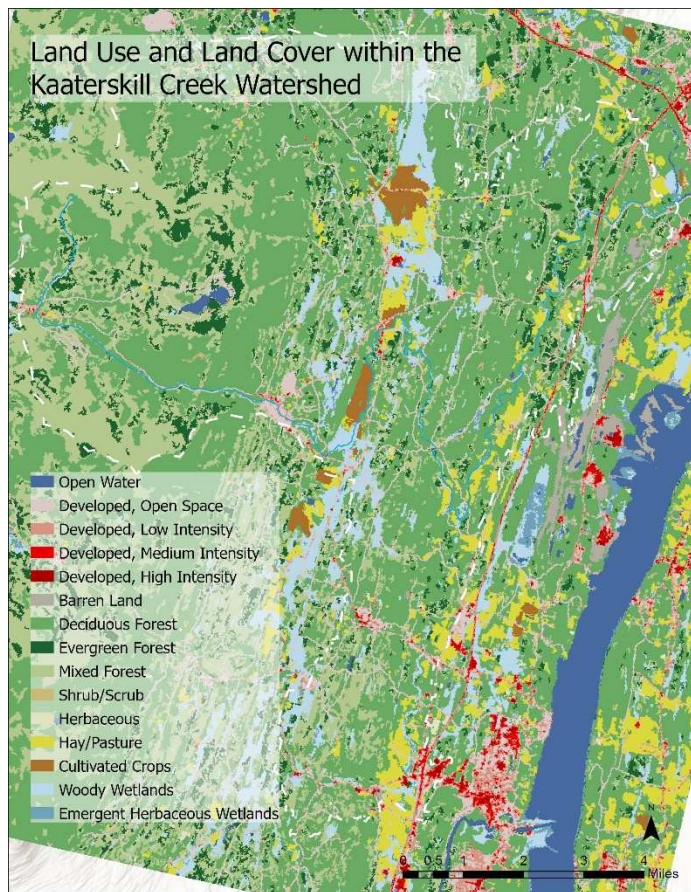 Land Use and Land Cover within the
Kaaterskill Creek Watershed
Open Water
Developed, Open Space
Developed, Low Intensity
Developed, Medium Intensity
Developed, High Intensity
Barren Land
Deciduous Forest
Evergreen Forest
Mixed Forest
Shrub/Scrub
Herbaceous
Hay/Pasture
Cultivated Crops
Woody Wetlands
Emergent Herbaceous Wetlands
N
0 0.5 1 2 3 4
Miles